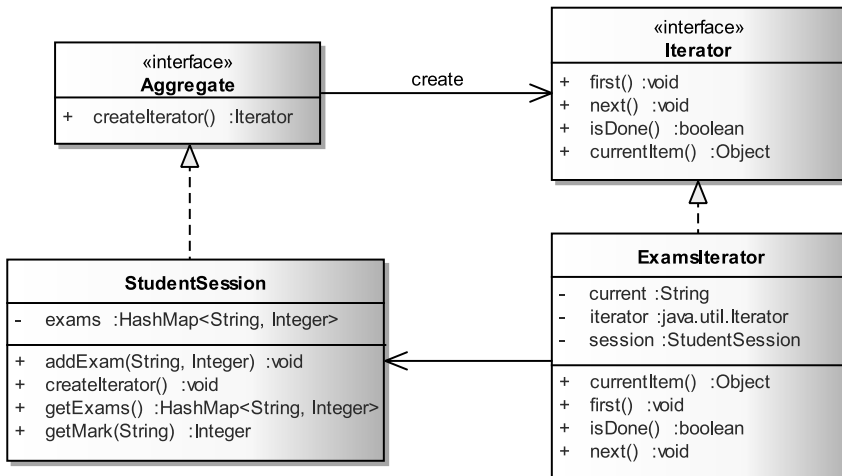 «interface»
Aggregate
+ createIterator() :Iterator
create
«interface»
Iterator
+ first() :void
+ next() :void
+ isDone() :boolean
+ currentItem() :Object
StudentSession
- exams :HashMap<String, Integer>
+ addExam(String, Integer) :void
+ createIterator() :void
+ getExams() :HashMap<String, Integer>
+ getMark(String) :Integer
ExamsIterator
- current :String
- iterator :java.util.Iterator
- session :StudentSession
+ currentItem() :Object
+ first() :void
+ isDone() :boolean
+ next() :void